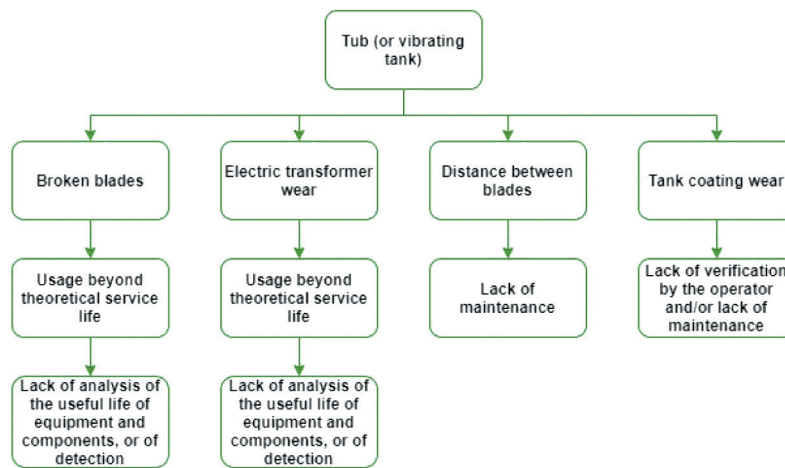 Tub (or vibrating
tank)
Broken blades
Electric transformer
wear
Distance between
blades
Tank coating wear
Usage beyond
theoretical service
life
Usage beyond
theoretical service
life
Lack of
maintenance
Lack of verification
by the operator
and/or lack of
maintenance
Lack of analysis of
the useful life of
equipment and
components, or of
detection
Lack of analysis of
the useful life of
equipment and
components, or of
detection